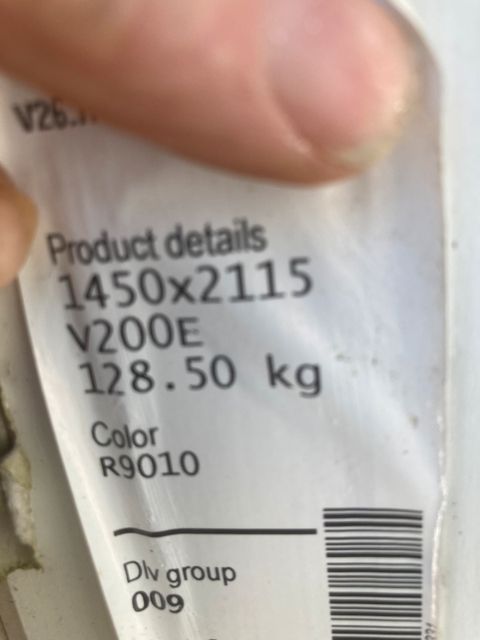 Product details
1450x2115
V200E
128.50 kg
Color
R9010
Dlv group
009